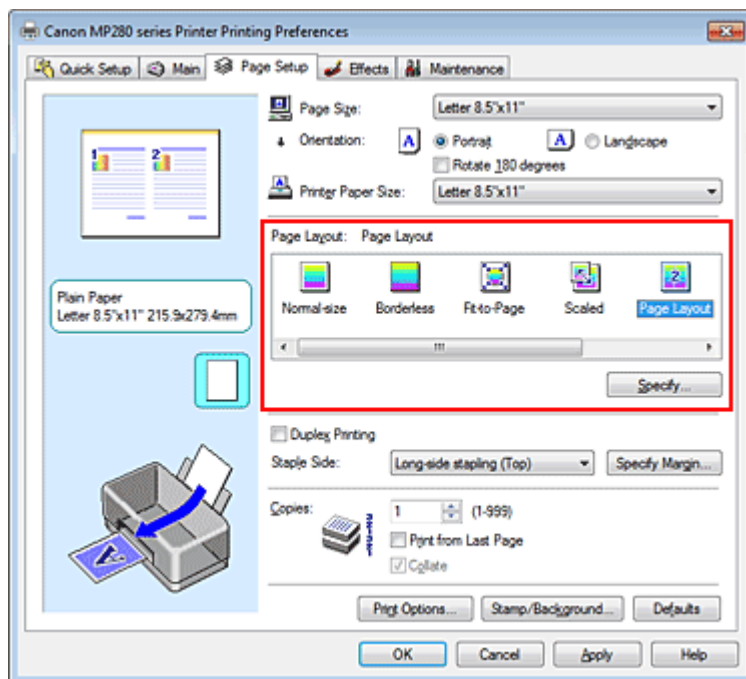 Canon MP280 series Printer Printing Preferences
Quick Setup Main Page Setup Effects Maintenance
1 2
Plain Paper
Letter 8.5"x11" 215.9x279.4mm
Page Size: Letter 8.5"x11"
Orientation: A Portrait A Landscape
Rotate 180 degrees
Printer Paper Size: Letter 8.5"x11"
Page Layout: Page Layout
Normal-size Borderless Fit-to-Page Scaled Page Layout
Specify...
Duplex Printing
Staple Side: Long-side stapling (Top) Specify Margin...
Copies: 1 (1-999)
Print from Last Page
Collate
Print Options... Stamp/Background... Defaults
OK Cancel Apply Help